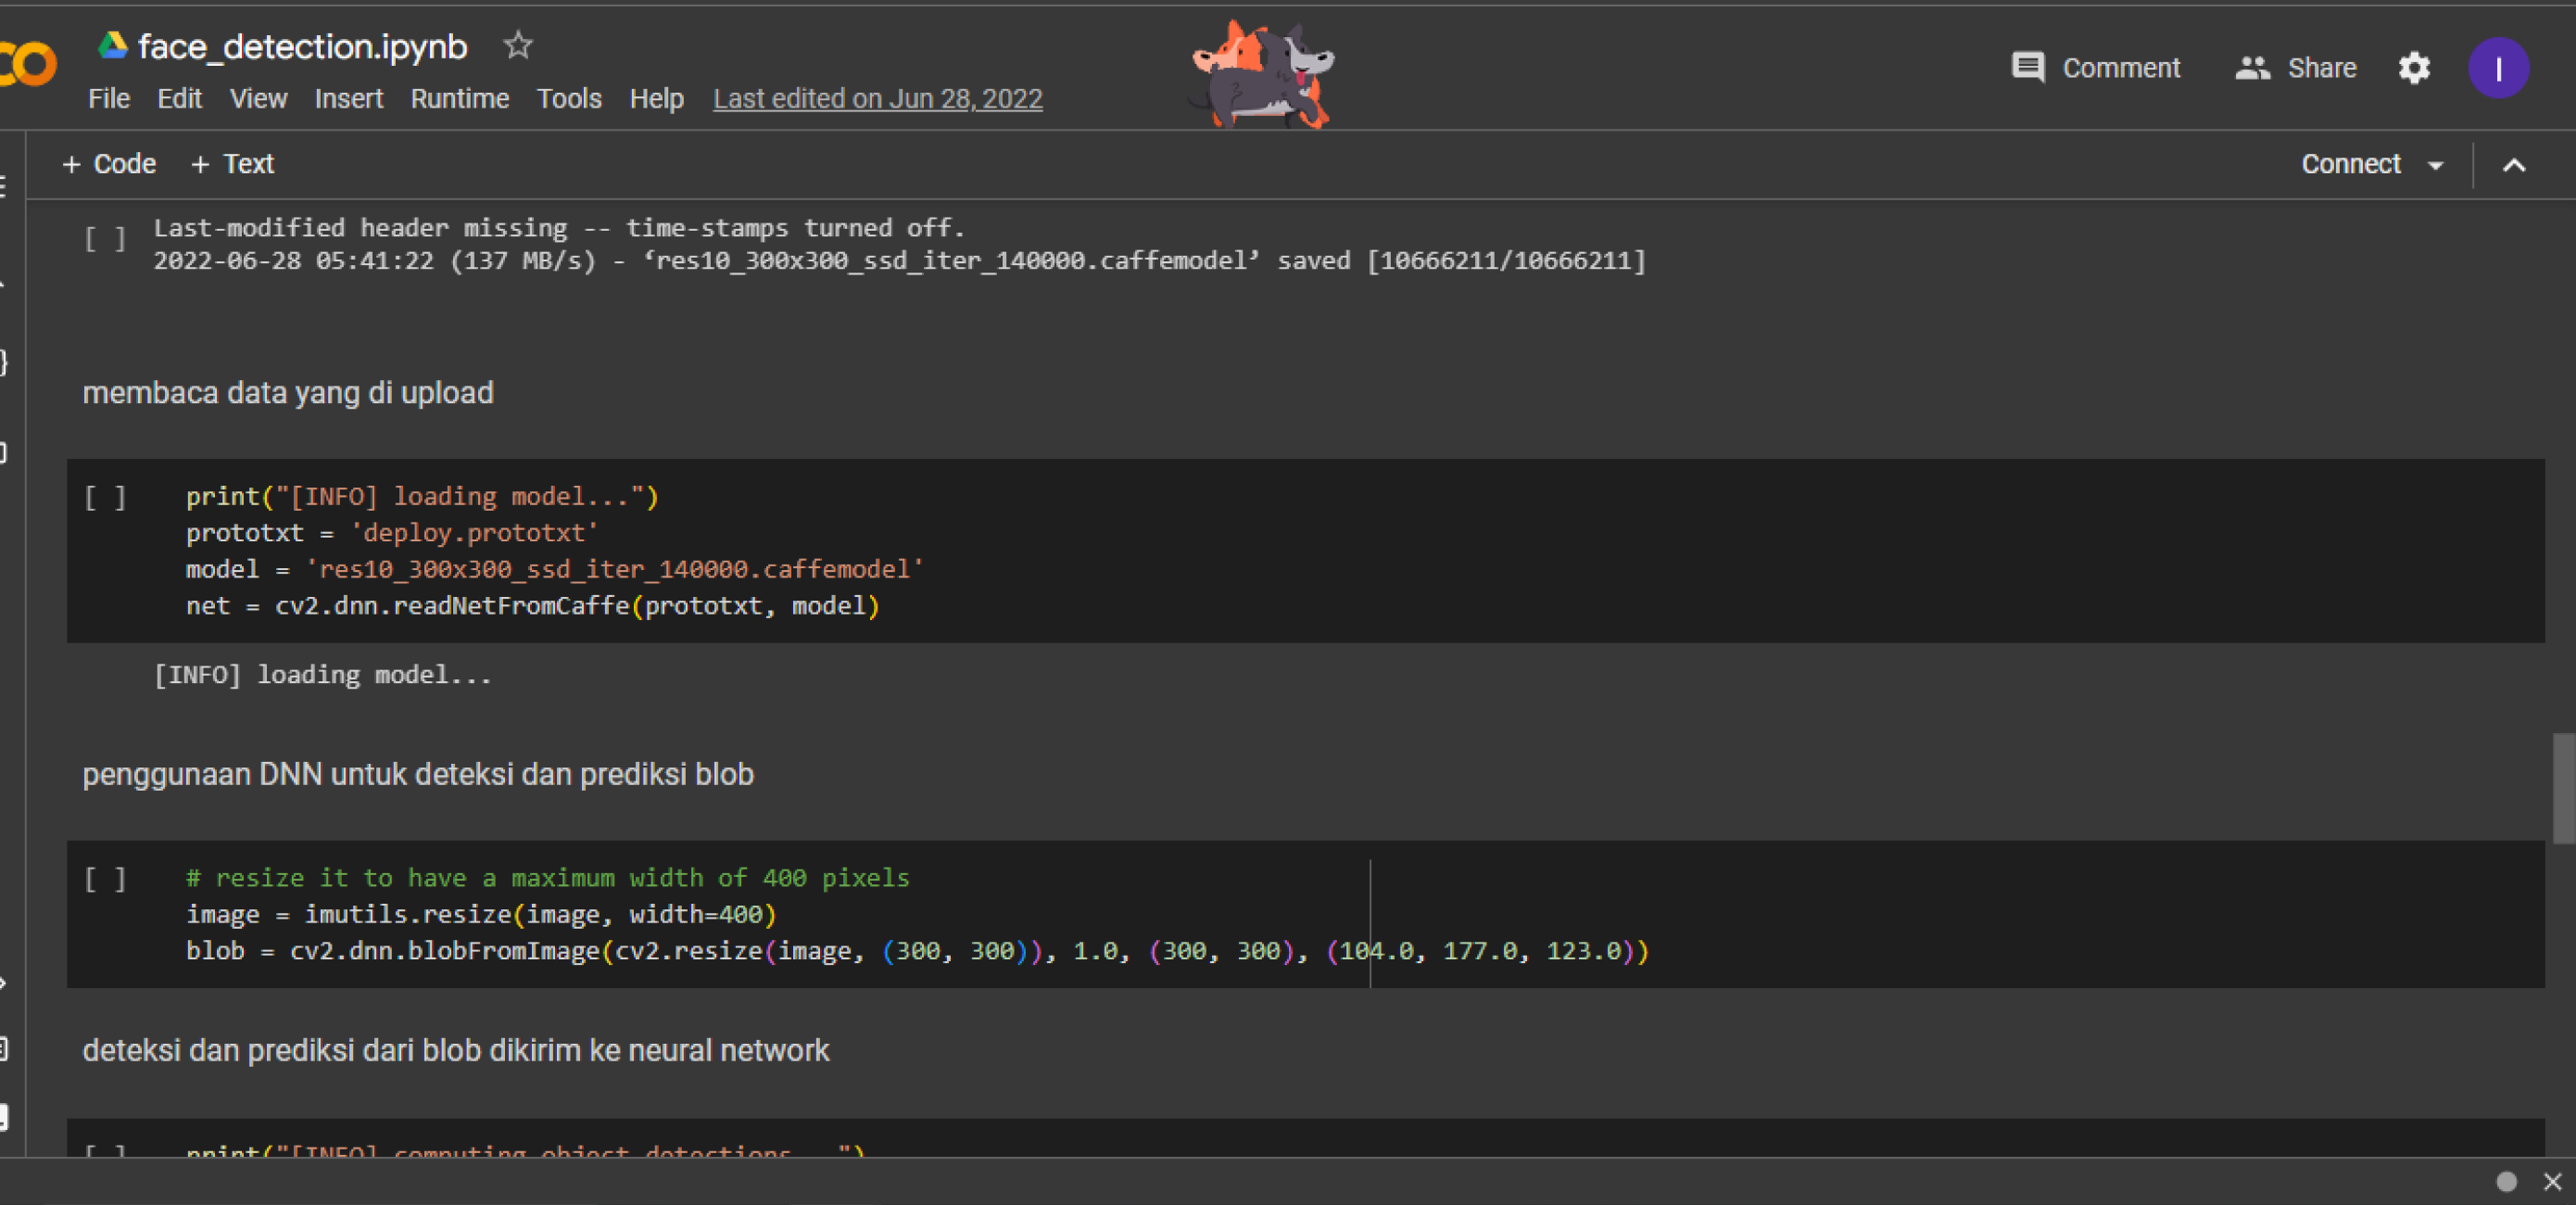 face_detection.ipynb
Comment Share I
File Edit View Insert Runtime Tools Help Last edited on Jun 28, 2022
+ Code + Text Connect
[ ] Last-modified header missing -- time-stamps turned off.
2022-06-28 05:41:22 (137 MB/s) - ‘res10_300x300_ssd_iter_140000.caffemodel’ saved [10666211/10666211]
membaca data yang di upload
[ ] print("[INFO] loading model...")
prototxt = 'deploy.prototxt'
model = 'res10_300x300_ssd_iter_140000.caffemodel'
net = cv2.dnn.readNetFromCaffe(prototxt, model)
[INFO] loading model...
penggunaan DNN untuk deteksi dan prediksi blob
[ ] # resize it to have a maximum width of 400 pixels
image = imutils.resize(image, width=400)
blob = cv2.dnn.blobFromImage(cv2.resize(image, (300, 300)), 1.0, (300, 300), (104.0, 177.0, 123.0))
deteksi dan prediksi dari blob dikirim ke neural network
[ ] print("[INFO] computing object detections...")